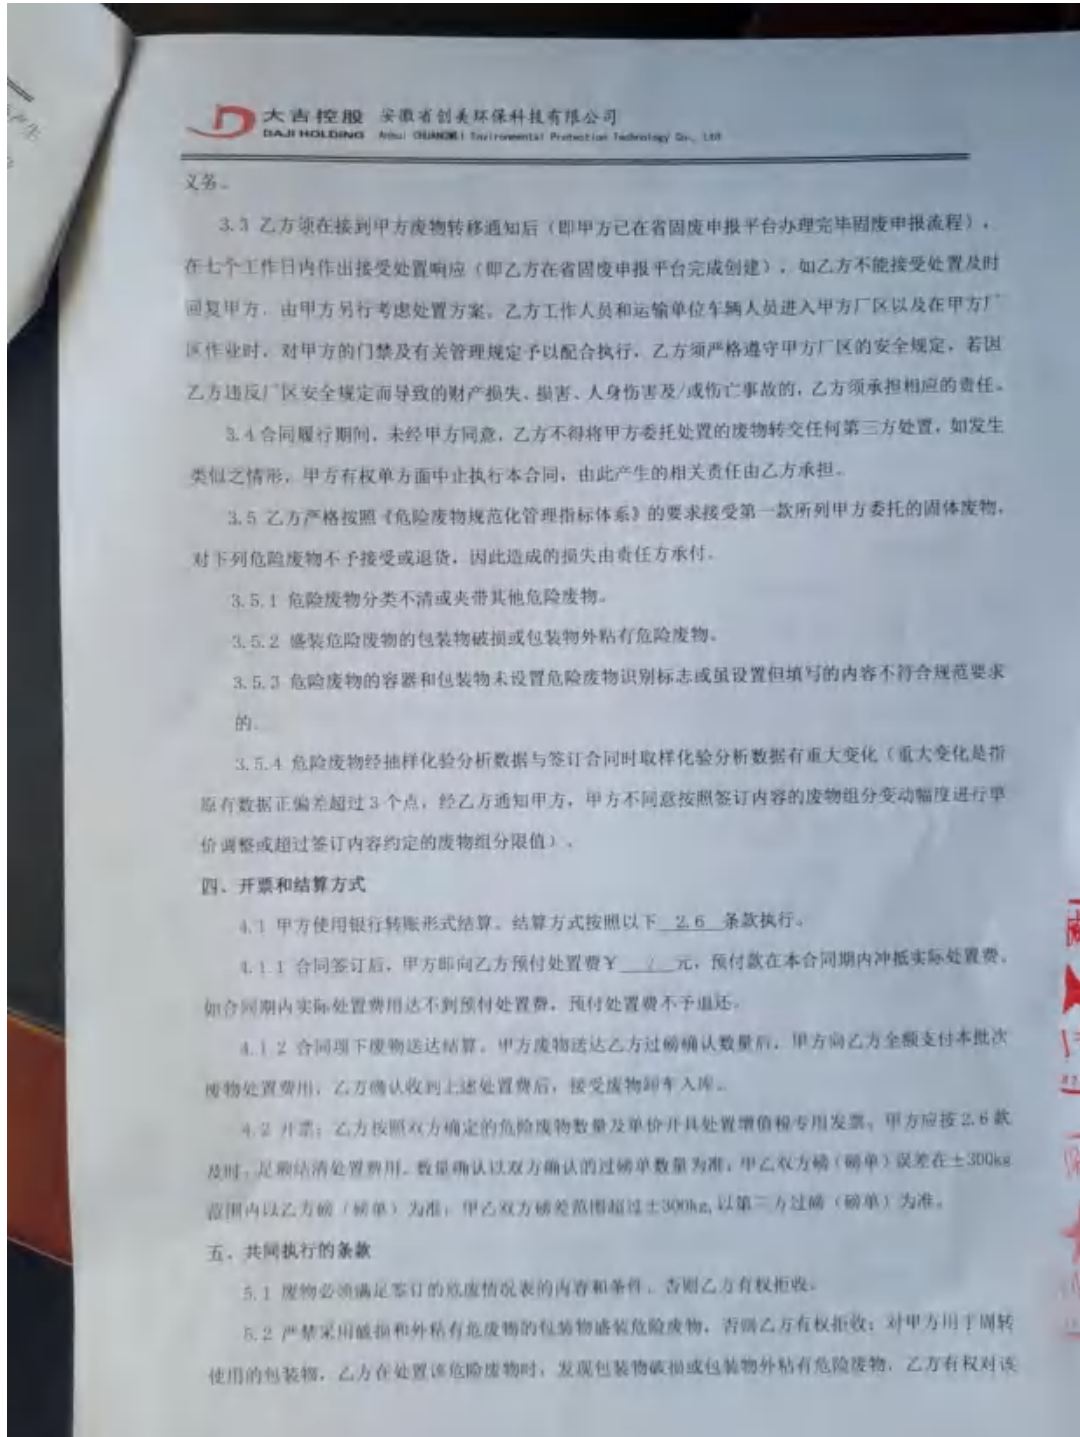 大吉控股 安徽省创美环保科技有限公司
DAJI HOLDING Anhui CHUANGMEI Environmental Protection Technology Co., Ltd
义务。
3.3 乙方须在接到甲方废物转移通知后（即甲方已在省固废申报平台办理完毕固废申报流程），
在七个工作日内作出接受处置响应（即乙方在省固废申报平台完成创建），如乙方不能接受处置及时
回复甲方，由甲方另行考虑处置方案。乙方工作人员和运输单位车辆人员进入甲方厂区以及在甲方厂
区作业时，对甲方的门禁及有关管理规定予以配合执行，乙方须严格遵守甲方厂区的安全规定，若因
乙方违反厂区安全规定而导致的财产损失、损害、人身伤害及/或伤亡事故的，乙方须承担相应的责任。
3.4 合同履行期间，未经甲方同意，乙方不得将甲方委托处置的废物转交任何第三方处置，如发生
类似之情形，甲方有权单方面中止执行本合同，由此产生的相关责任由乙方承担。
3.5 乙方严格按照《危险废物规范化管理指标体系》的要求接受第一款所列甲方委托的固体废物，
对下列危险废物不予接受或退货，因此造成的损失由责任方承付。
3.5.1 危险废物分类不清或夹带其他危险废物。
3.5.2 盛装危险废物的包装物破损或包装物外粘有危险废物。
3.5.3 危险废物的容器和包装物未设置危险废物识别标志或虽设置但填写的内容不符合规范要求
的。
3.5.4 危险废物经抽样化验分析数据与签订合同时取样化验分析数据有重大变化（重大变化是指
原有数据正偏差超过3个点，经乙方通知甲方，甲方不同意按照签订内容的废物组分变动幅度进行单
价调整或超过签订内容约定的废物组分限值）。
四、开票和结算方式
4.1 甲方使用银行转账形式结算。结算方式按照以下 2.6 条款执行。
4.1.1 合同签订后，甲方即向乙方预付处置费￥ / 元，预付款在本合同期内冲抵实际处置费。
如合同期内实际处置费用达不到预付处置费，预付处置费不予退还。
4.1.2 合同项下废物送达结算。甲方废物送达乙方过磅确认数量后，甲方向乙方全额支付本批次
废物处置费用，乙方确认收到上述处置费后，接受废物卸车入库。
4.2 开票：乙方按照双方确定的危险废物数量及单价开具处置增值税专用发票，甲方应按2.6款
及时、足额结清处置费用。数量确认以双方确认的过磅单数量为准，甲乙双方磅（磅单）误差在±300kg
范围内以乙方磅（磅单）为准，甲乙双方磅差范围超过±300kg,以第三方过磅（磅单）为准。
五、共同执行的条款
5.1 废物必须满足签订的危废情况表的内容和条件，否则乙方有权拒收。
5.2 严禁采用破损和外粘有危废物的包装物盛装危险废物，否则乙方有权拒收；对甲方用于周转
使用的包装物，乙方在处置该危险废物时，发现包装物破损或包装物外粘有危险废物，乙方有权对该